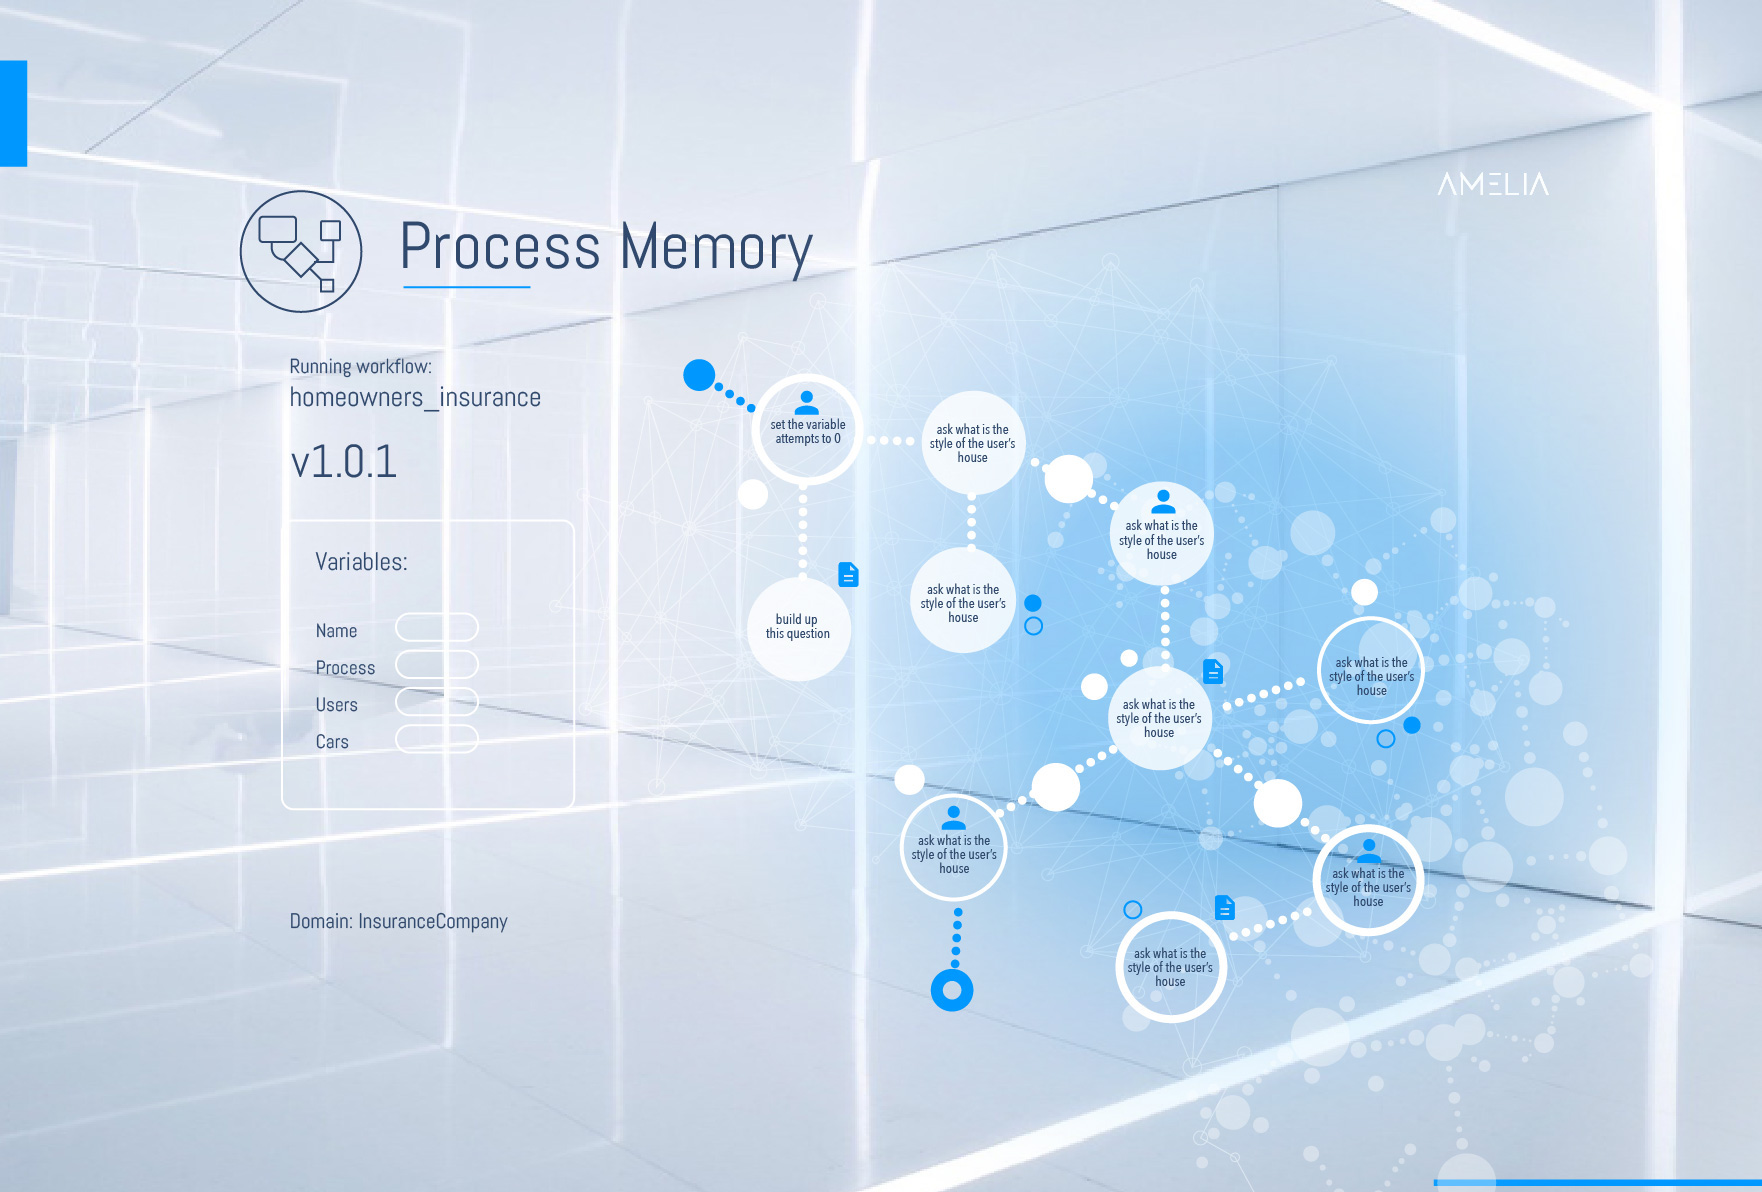 AMELIA
Process Memory
Running workflow:
homeowners_insurance
v1.0.1
Variables:
Name
Process
Users
Cars
Domain: InsuranceCompany
set the variable
attempts to 0
ask what is the
style of the user's
house
ask what is the
style of the user's
house
build up
this question
ask what is the
style of the user's
house
ask what is the
style of the user's
house
ask what is the
style of the user's
house
ask what is the
style of the user's
house
ask what is the
style of the user's
house
ask what is the
style of the user's
house